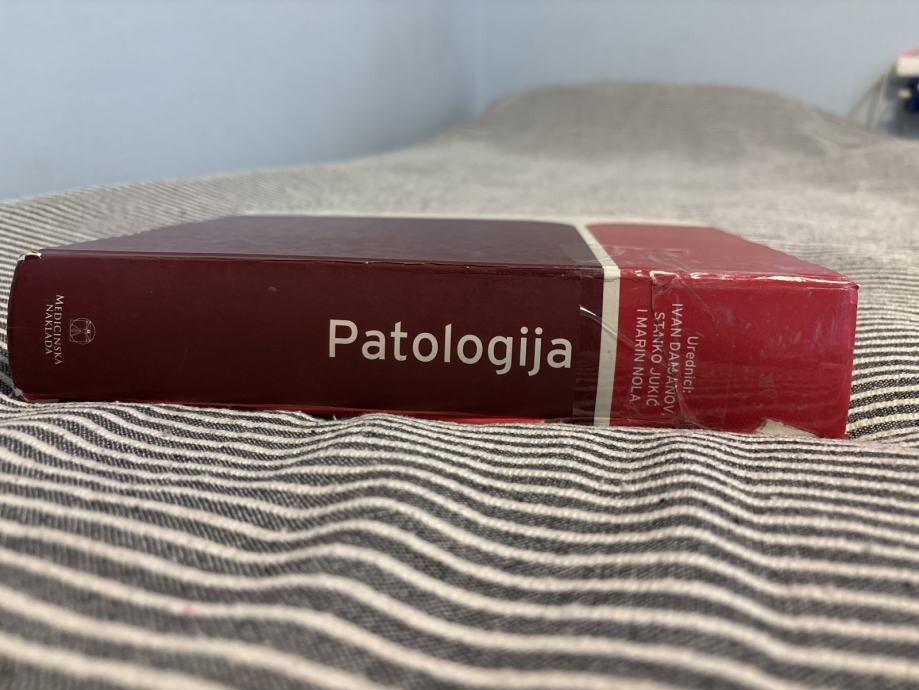 MEDICINSKA
NAKLADA
Patologija
Urednici:
IVAN DAMJANOV,
STANKO JUKIĆ
I MARIN NOLA